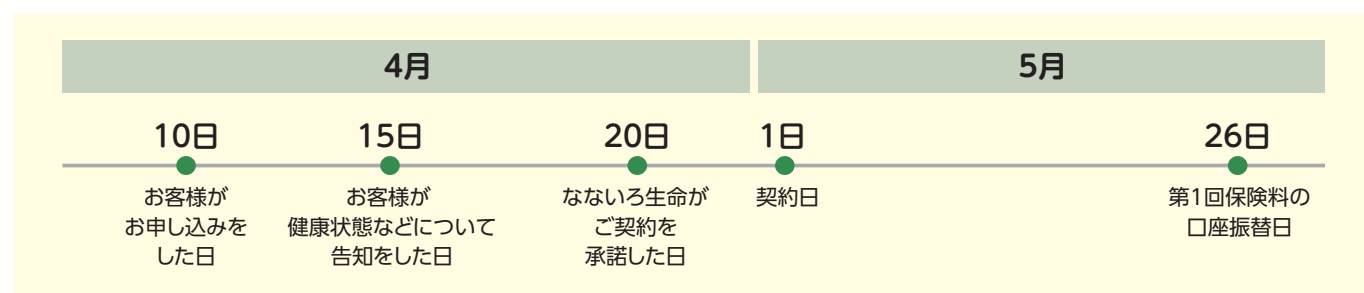 4月
5月
10日
お客様が
お申し込みを
した日
15日
お客様が
健康状態などについて
告知をした日
20日
なないろ生命が
ご契約を
承諾した日
1日
契約日
26日
第1回保険料の
口座振替日